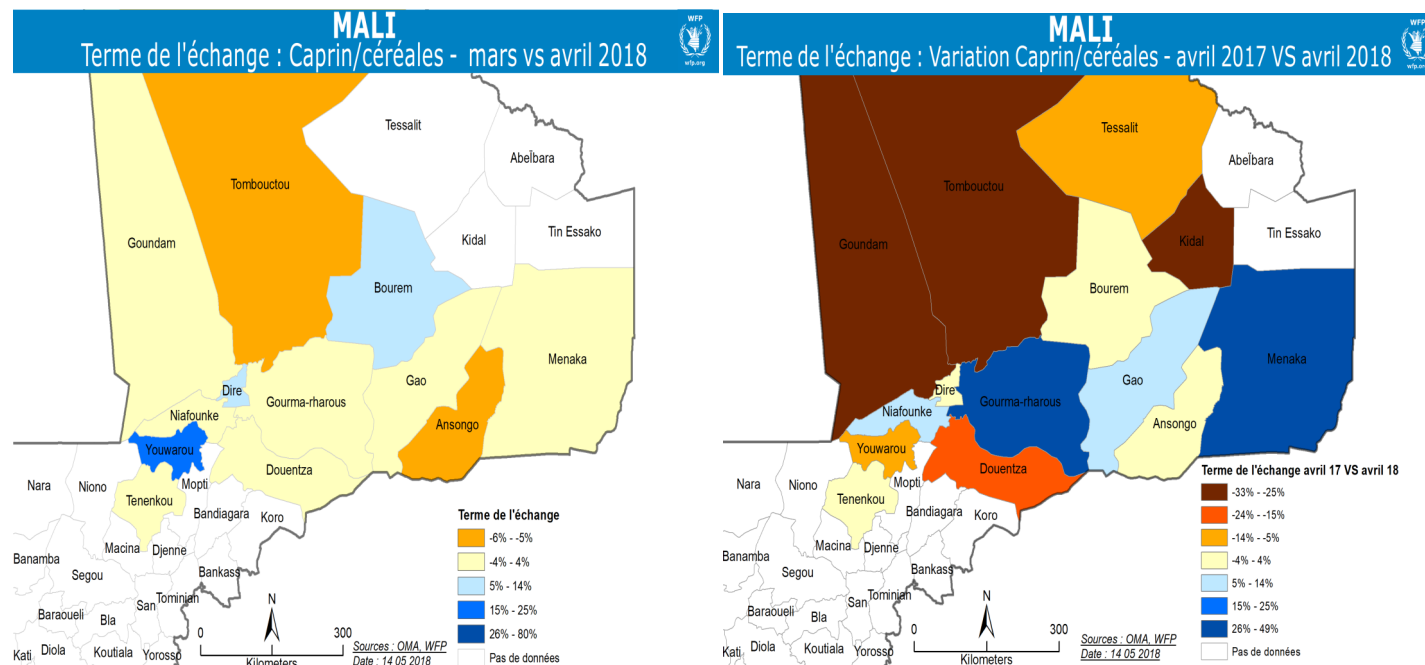 MALI
Terme de l'échange : Caprin/céréales - mars vs avril 2018
WFP
wfp.org
Tessalit
Abeïbara
Tombouctou
Goundam
Kidal
Tin Essako
Bourem
Menaka
Gao
Dire
Gourma-rharous
Niafounke
Ansongo
Youwarou
Douentza
Mopti
Nara
Niono
Tenenkou
Bandiagara
Koro
Macina
Djenne
Banamba
Segou
Bankass
Tominian
San
Baraoueli
Bla
Kati
Diola
Koutiala
Yorosso
Terme de l'échange
-6% - -5%
-4% - 4%
5% - 14%
15% - 25%
26% - 80%
Pas de données
N
0 300
Kilometers
Sources : OMA, WFP
Date : 14 05 2018
MALI
Terme de l'échange : Variation Caprin/céréales - avril 2017 VS avril 2018
WFP
wfp.org
Tessalit
Abeïbara
Tombouctou
Goundam
Kidal
Tin Essako
Bourem
Menaka
Gao
Dire
Gourma-rharous
Niafounke
Ansongo
Youwarou
Douentza
Mopti
Nara
Niono
Tenenkou
Bandiagara
Koro
Macina
Djenne
Banamba
Segou
Bankass
Tominian
San
Baraoueli
Bla
Kati
Diola
Koutiala
Yorosso
Terme de l'échange avril 17 VS avril 18
-33% - -25%
-24% - -15%
-14% - -5%
-4% - 4%
5% - 14%
15% - 25%
26% - 49%
Pas de données
N
0 300
Kilometers
Sources : OMA, WFP
Date : 14 05 2018